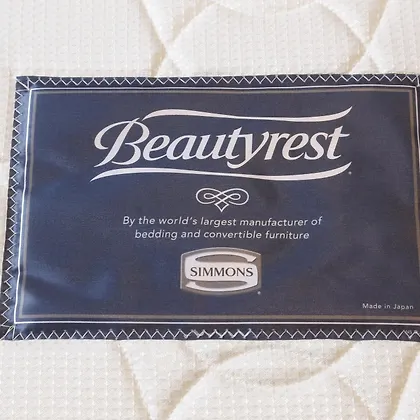 Beautyrest
By the world's largest manufacturer of
bedding and convertible furniture
SIMMONS
Made in Japan